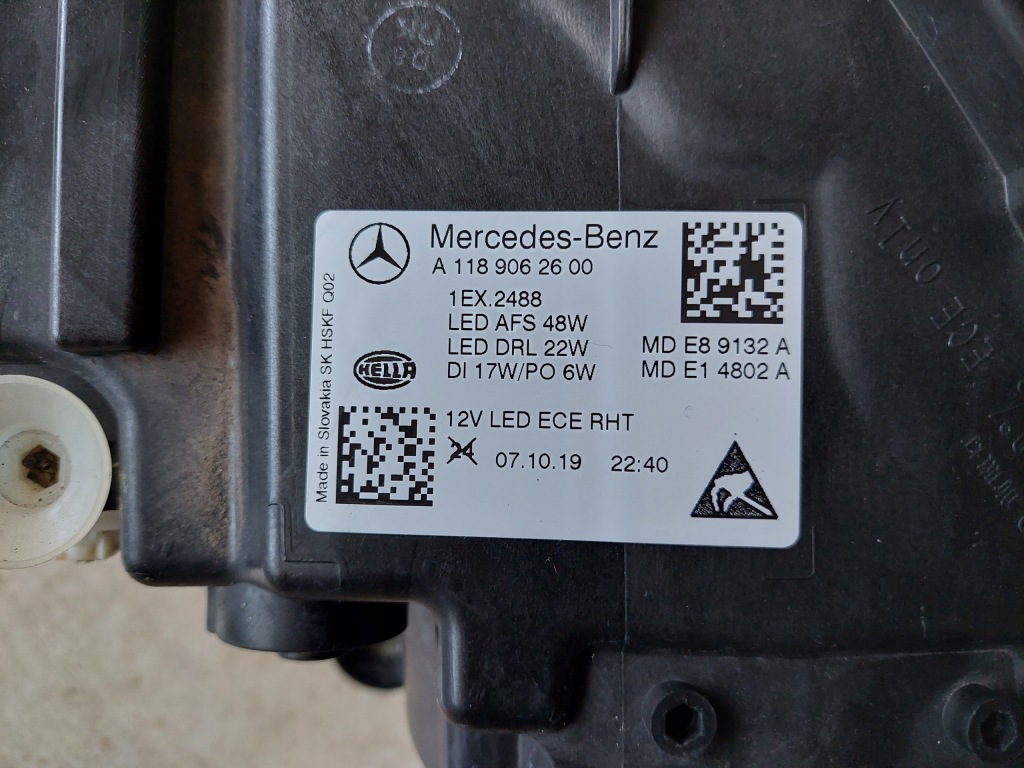 Mercedes-Benz
A 118 906 26 00
1EX.2488
LED AFS 48W
LED DRL 22W MD E8 9132 A
DI 17W/PO 6W MD E1 4802 A
HELLA
12V LED ECE RHT
24 07.10.19 22:40
Made in Slovakia SK HSKF Q02
ECE ONLY